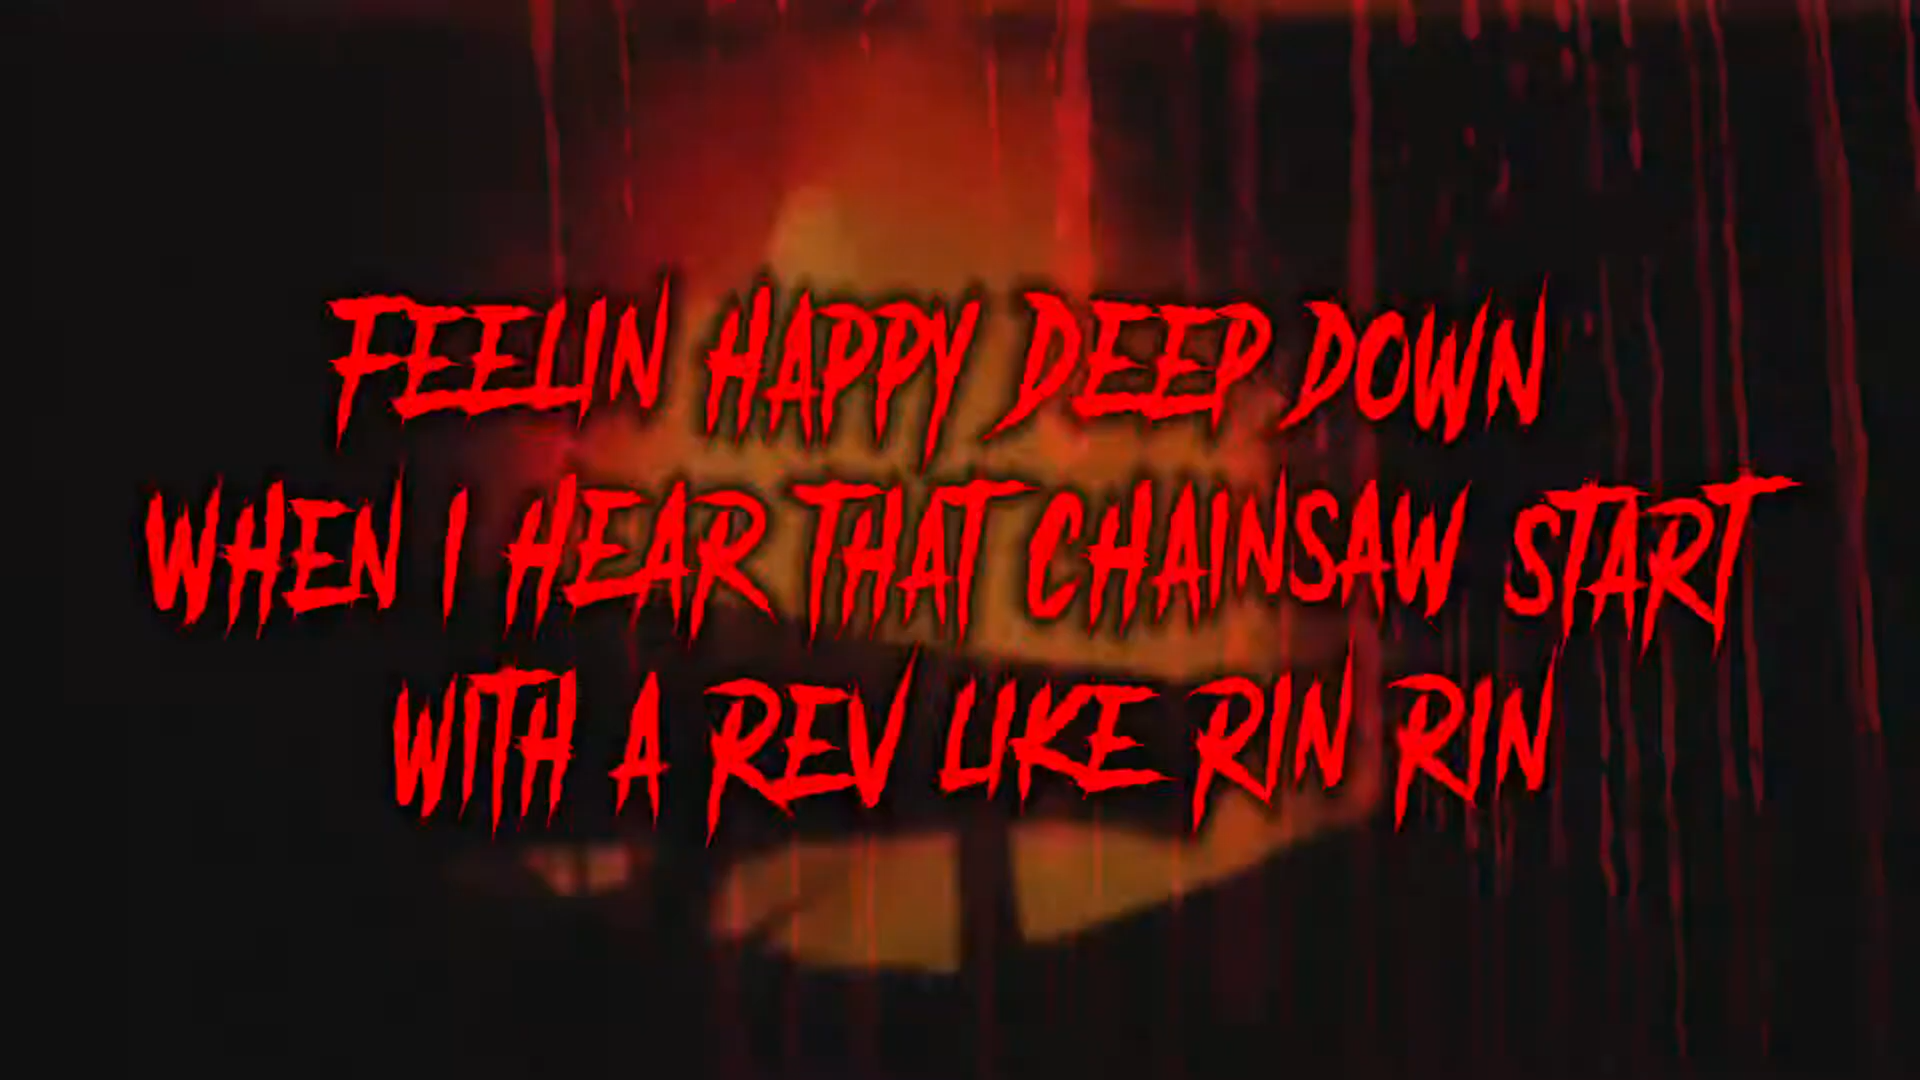 FEELIN HAPPY DEEP DOWN
WHEN I HEAR THAT CHAINSAW START
WITH A REV LIKE RIN RIN